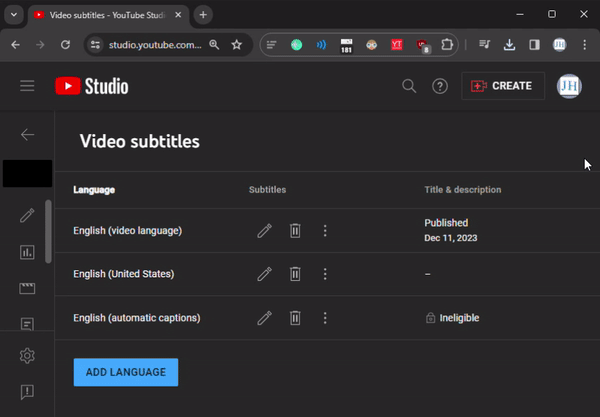 Video subtitles - YouTube Studi
studio.youtube.com...
181
YT
8
JH
Studio
CREATE
JH
Video subtitles
Language Subtitles Title & description
English (video language) Published
Dec 11, 2023
English (United States) –
English (automatic captions) Ineligible
ADD LANGUAGE